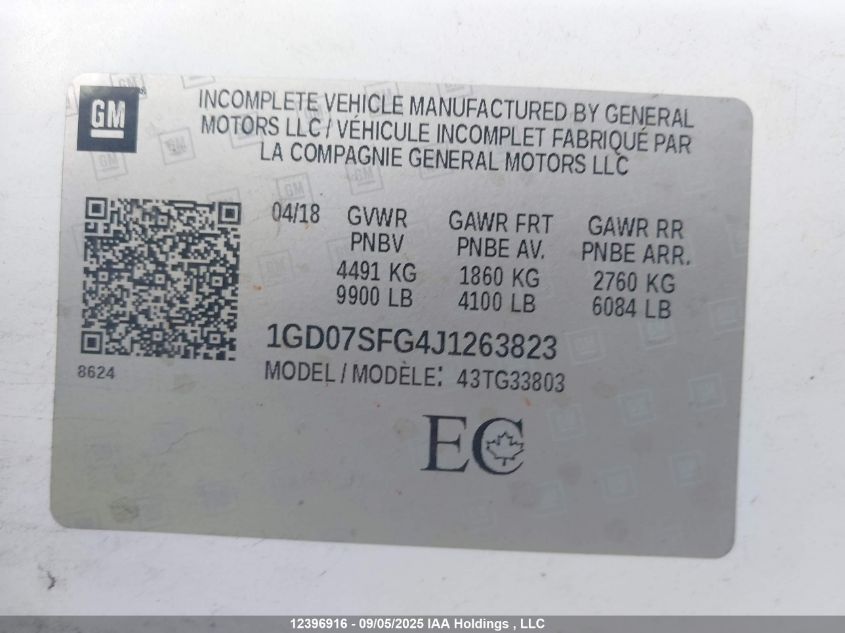 GM
INCOMPLETE VEHICLE MANUFACTURED BY GENERAL
MOTORS LLC / VÉHICULE INCOMPLET FABRIQUÉ PAR
LA COMPAGNIE GENERAL MOTORS LLC
04/18 GVWR GAWR FRT GAWR RR
PNBV PNBE AV. PNBE ARR.
4491 KG 1860 KG 2760 KG
9900 LB 4100 LB 6084 LB
1GD07SFG4J1263823
8624 MODEL / MODÈLE: 43TG33803
EC
12396916 - 09/05/2025 IAA Holdings , LLC